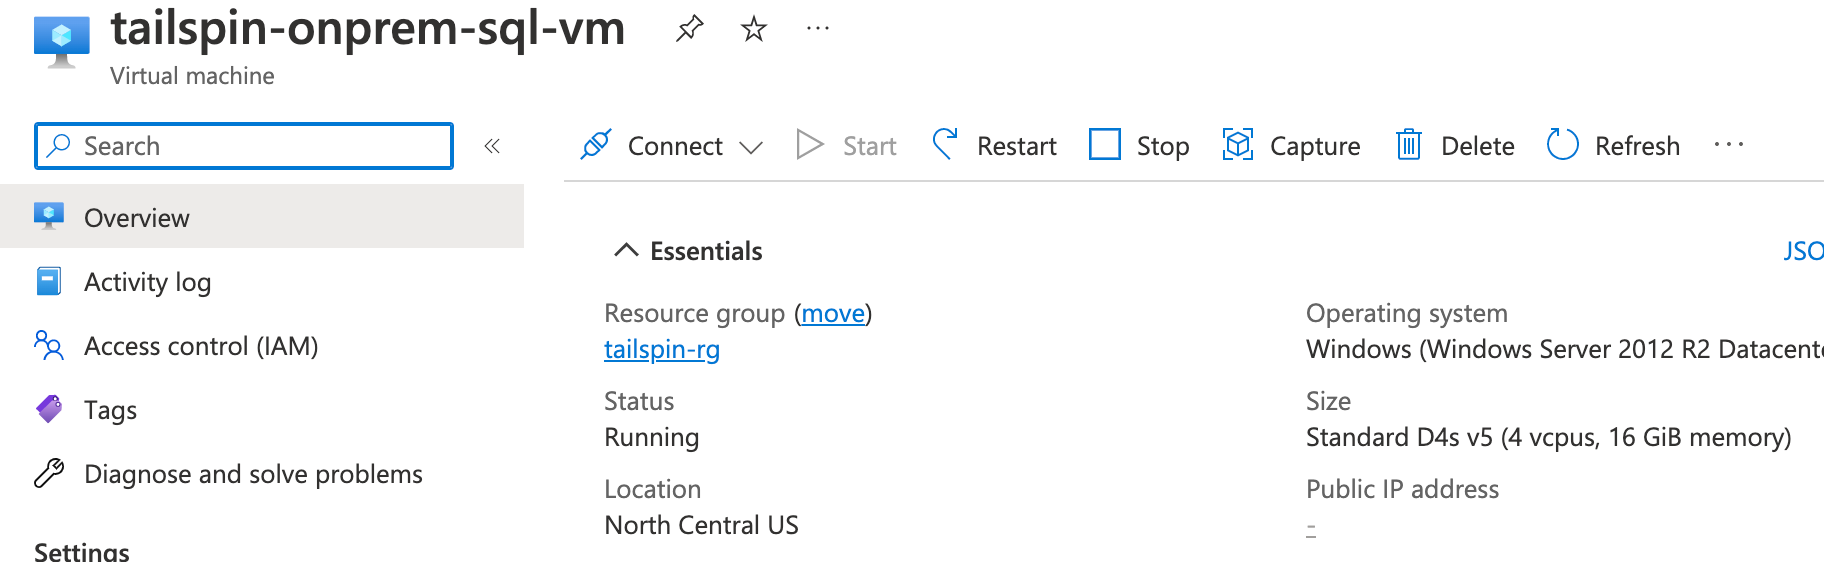 tailspin-onprem-sql-vm
Virtual machine
Search
Connect Start Restart Stop Capture Delete Refresh
Overview
Activity log
Access control (IAM)
Tags
Diagnose and solve problems
Settings
Essentials
JSO
Resource group (move)
tailspin-rg
Status
Running
Location
North Central US
Operating system
Windows (Windows Server 2012 R2 Datacent
Size
Standard D4s v5 (4 vcpus, 16 GiB memory)
Public IP address
-